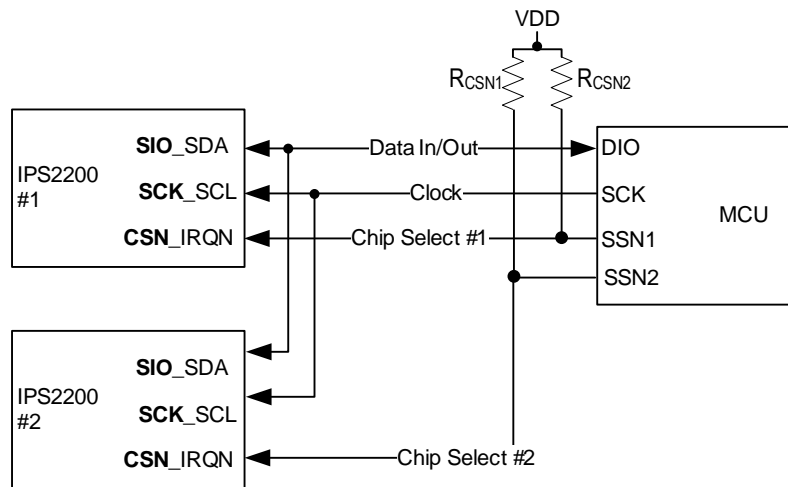 VDD
RCSN1
RCSN2
SIO_SDA
Data In/Out
DIO
IPS2200
#1
SCK_SCL
Clock
SCK
MCU
CSN_IRQN
Chip Select #1
SSN1
SSN2
SIO_SDA
IPS2200
#2
SCK_SCL
CSN_IRQN
Chip Select #2